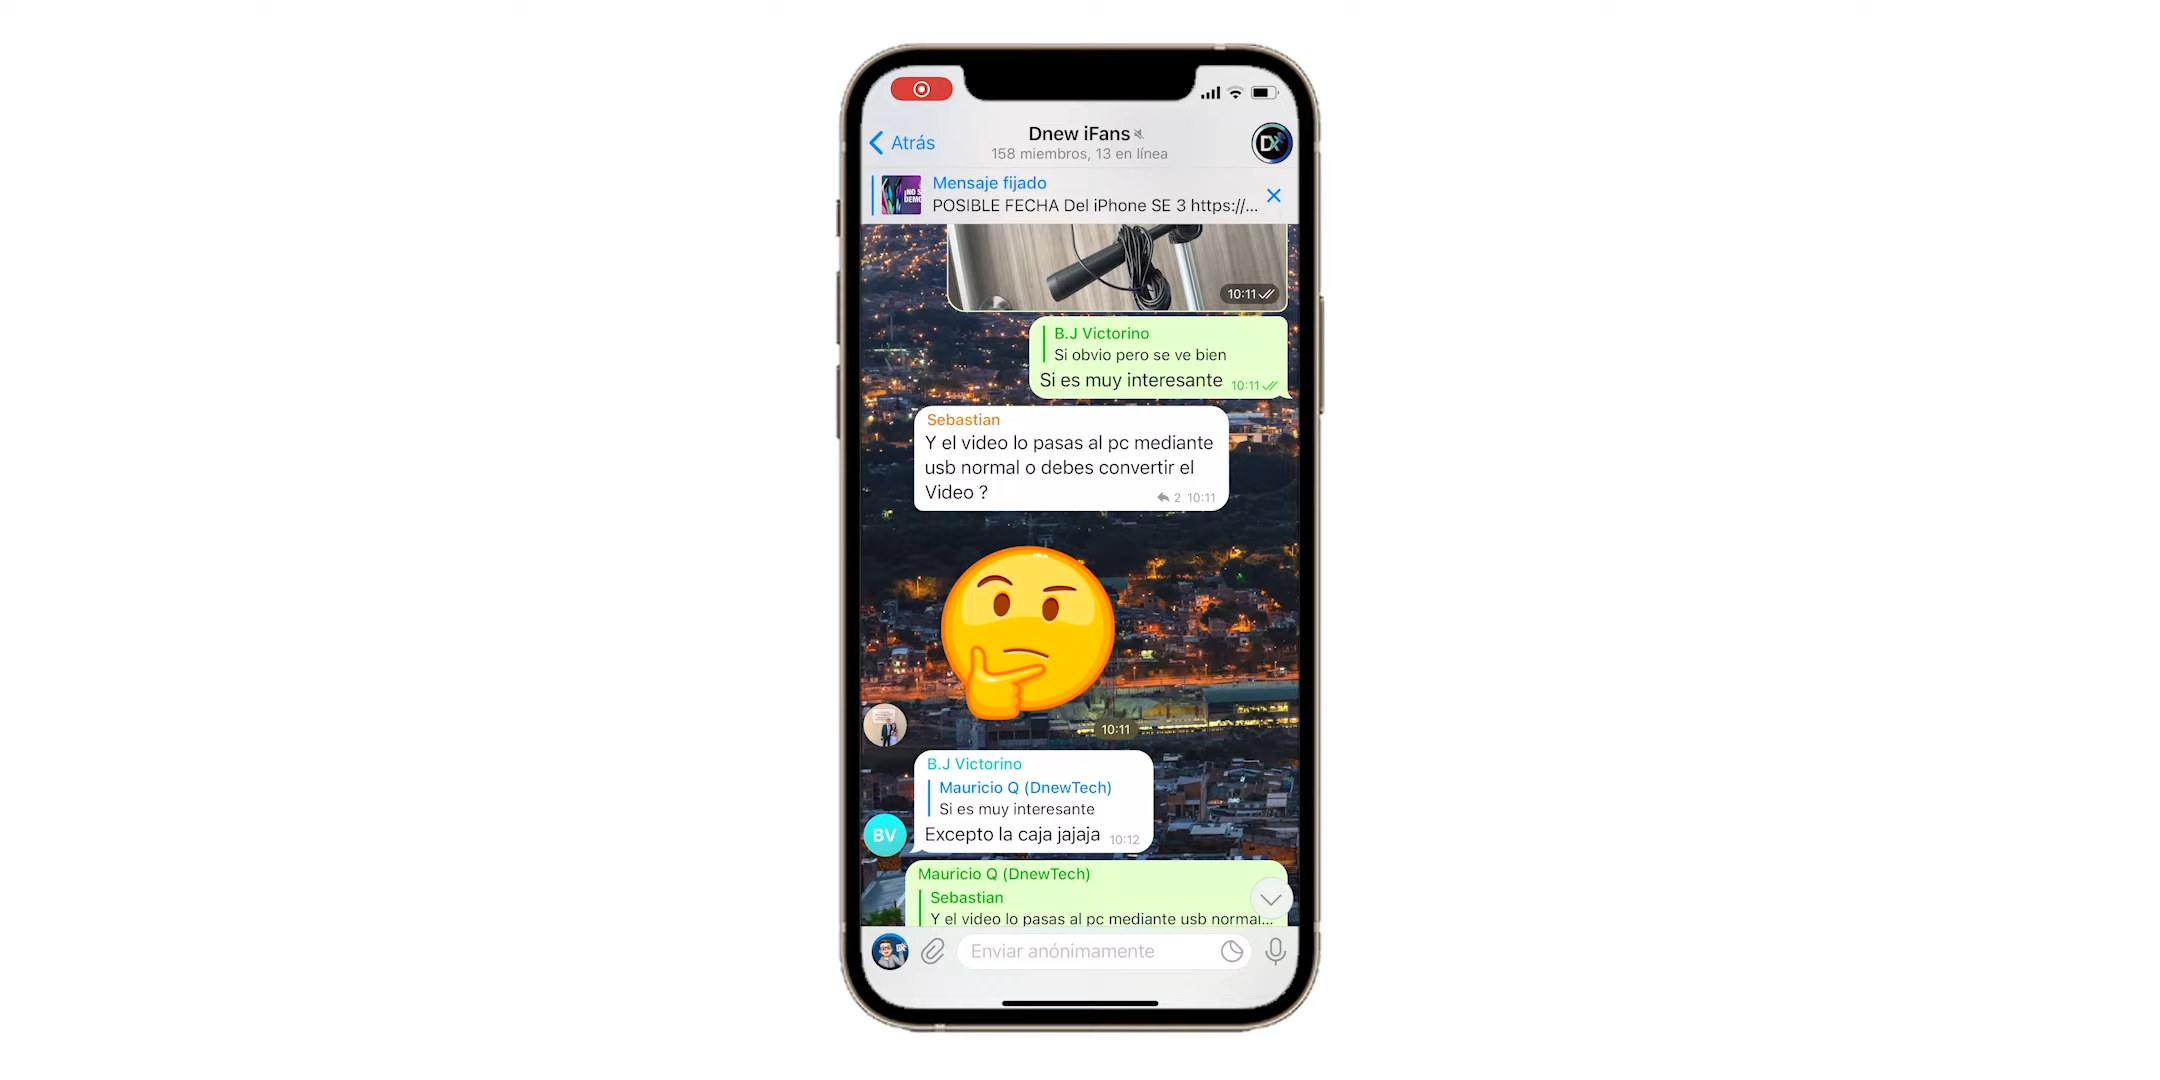 Atrás
Dnew iFans
158 miembros, 13 en línea
DX
Mensaje fijado
POSIBLE FECHA Del iPhone SE 3 https://...
¡NO S
DEMO
10:11
B.J Victorino
Si obvio pero se ve bien
Si es muy interesante 10:11
Sebastian
Y el video lo pasas al pc mediante
usb normal o debes convertir el
Video ? 2 10:11
10:11
B.J Victorino
Mauricio Q (DnewTech)
Si es muy interesante
BV
Excepto la caja jajaja 10:12
Mauricio Q (DnewTech)
Sebastian
Y el video lo pasas al pc mediante usb normal...
Enviar anónimamente